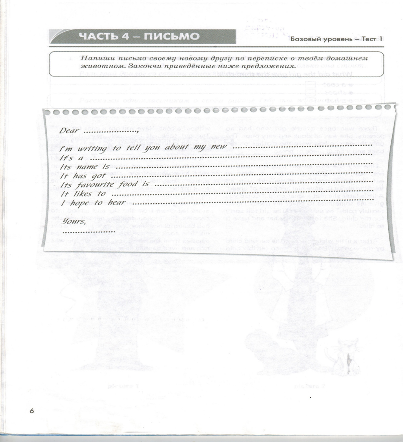 ЧАСТЬ 4 – ПИСЬМО
Базовый уровень – Тест 1
Напиши письмо своему новому другу по переписке о твоём домашнем
животном. Закончи приведённые ниже предложения.
Dear ..................,
I'm writing to tell you about my new ..................
It's a ..................
Its name is ..................
It has got ..................
Its favourite food is ..................
It likes to ..................
I hope to hear ..................
Yours,
..................
6